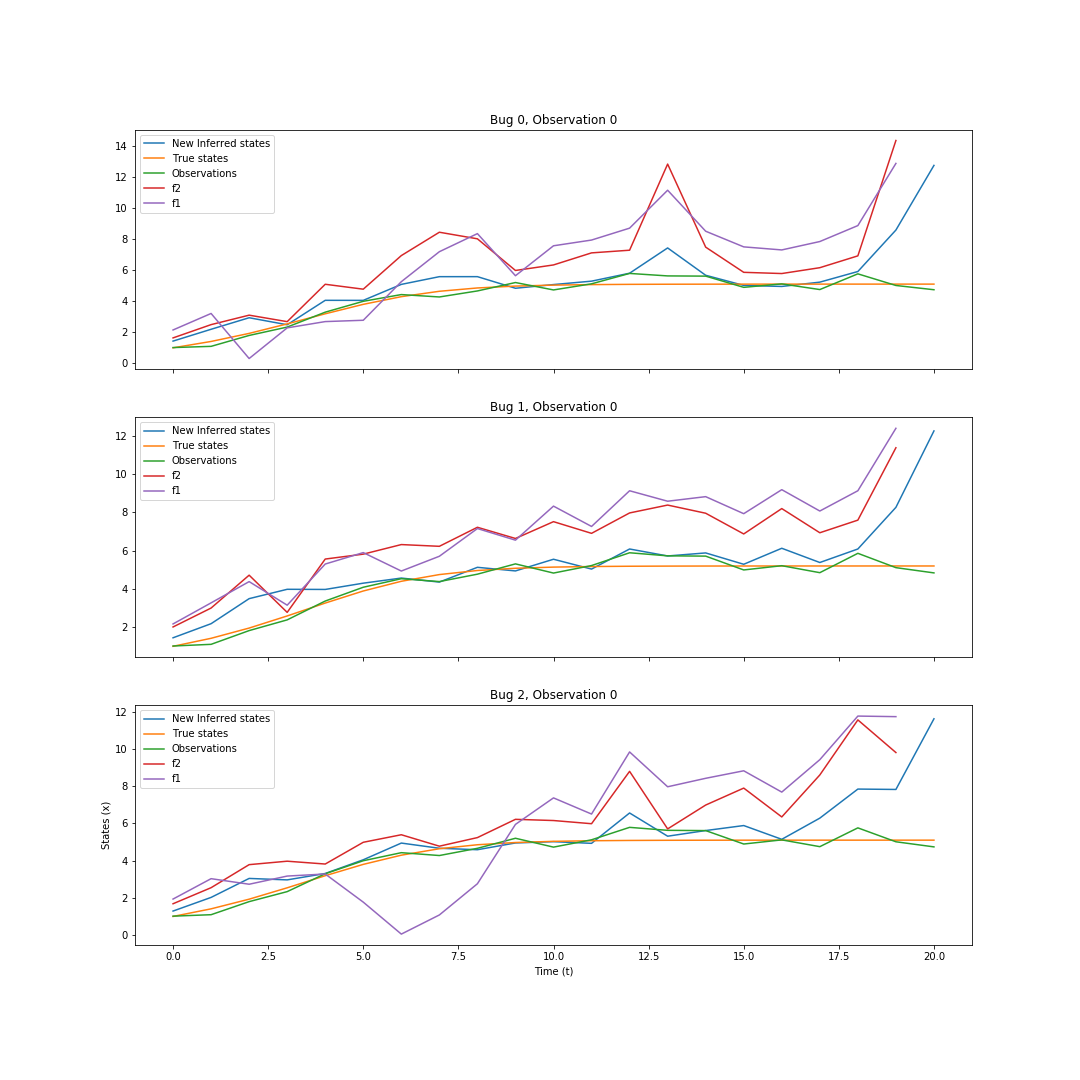 Bug 0, Observation 0
14
12
10
8
6
4
2
0
New Inferred states
True states
Observations
f2
f1
Bug 1, Observation 0
12
10
8
6
4
2
New Inferred states
True states
Observations
f2
f1
Bug 2, Observation 0
States (x)
12
10
8
6
4
2
0
New Inferred states
True states
Observations
f2
f1
0.0 2.5 5.0 7.5 10.0 12.5 15.0 17.5 20.0
Time (t)